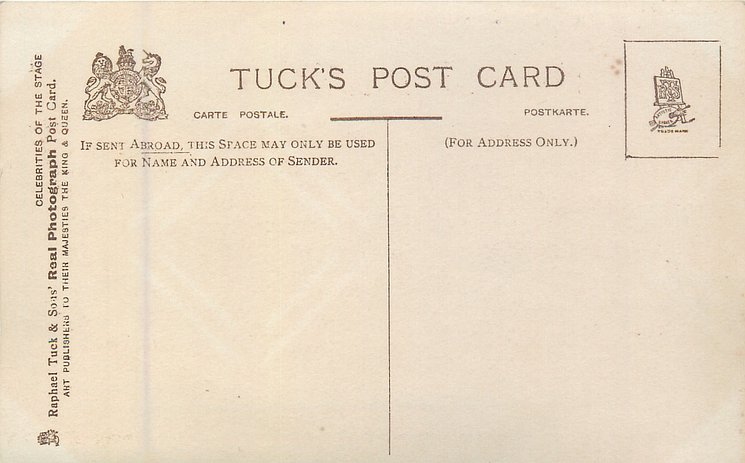 TUCK'S POST CARD
CARTE POSTALE.
POSTKARTE.
IF SENT ABROAD, THIS SPACE MAY ONLY BE USED
FOR NAME AND ADDRESS OF SENDER.
(FOR ADDRESS ONLY.)
TRADE MARK
CELEBRITIES OF THE STAGE
Raphael Tuck & Sons' Real Photograph Post Card.
ART PUBLISHERS TO THEIR MAJESTIES THE KING & QUEEN.